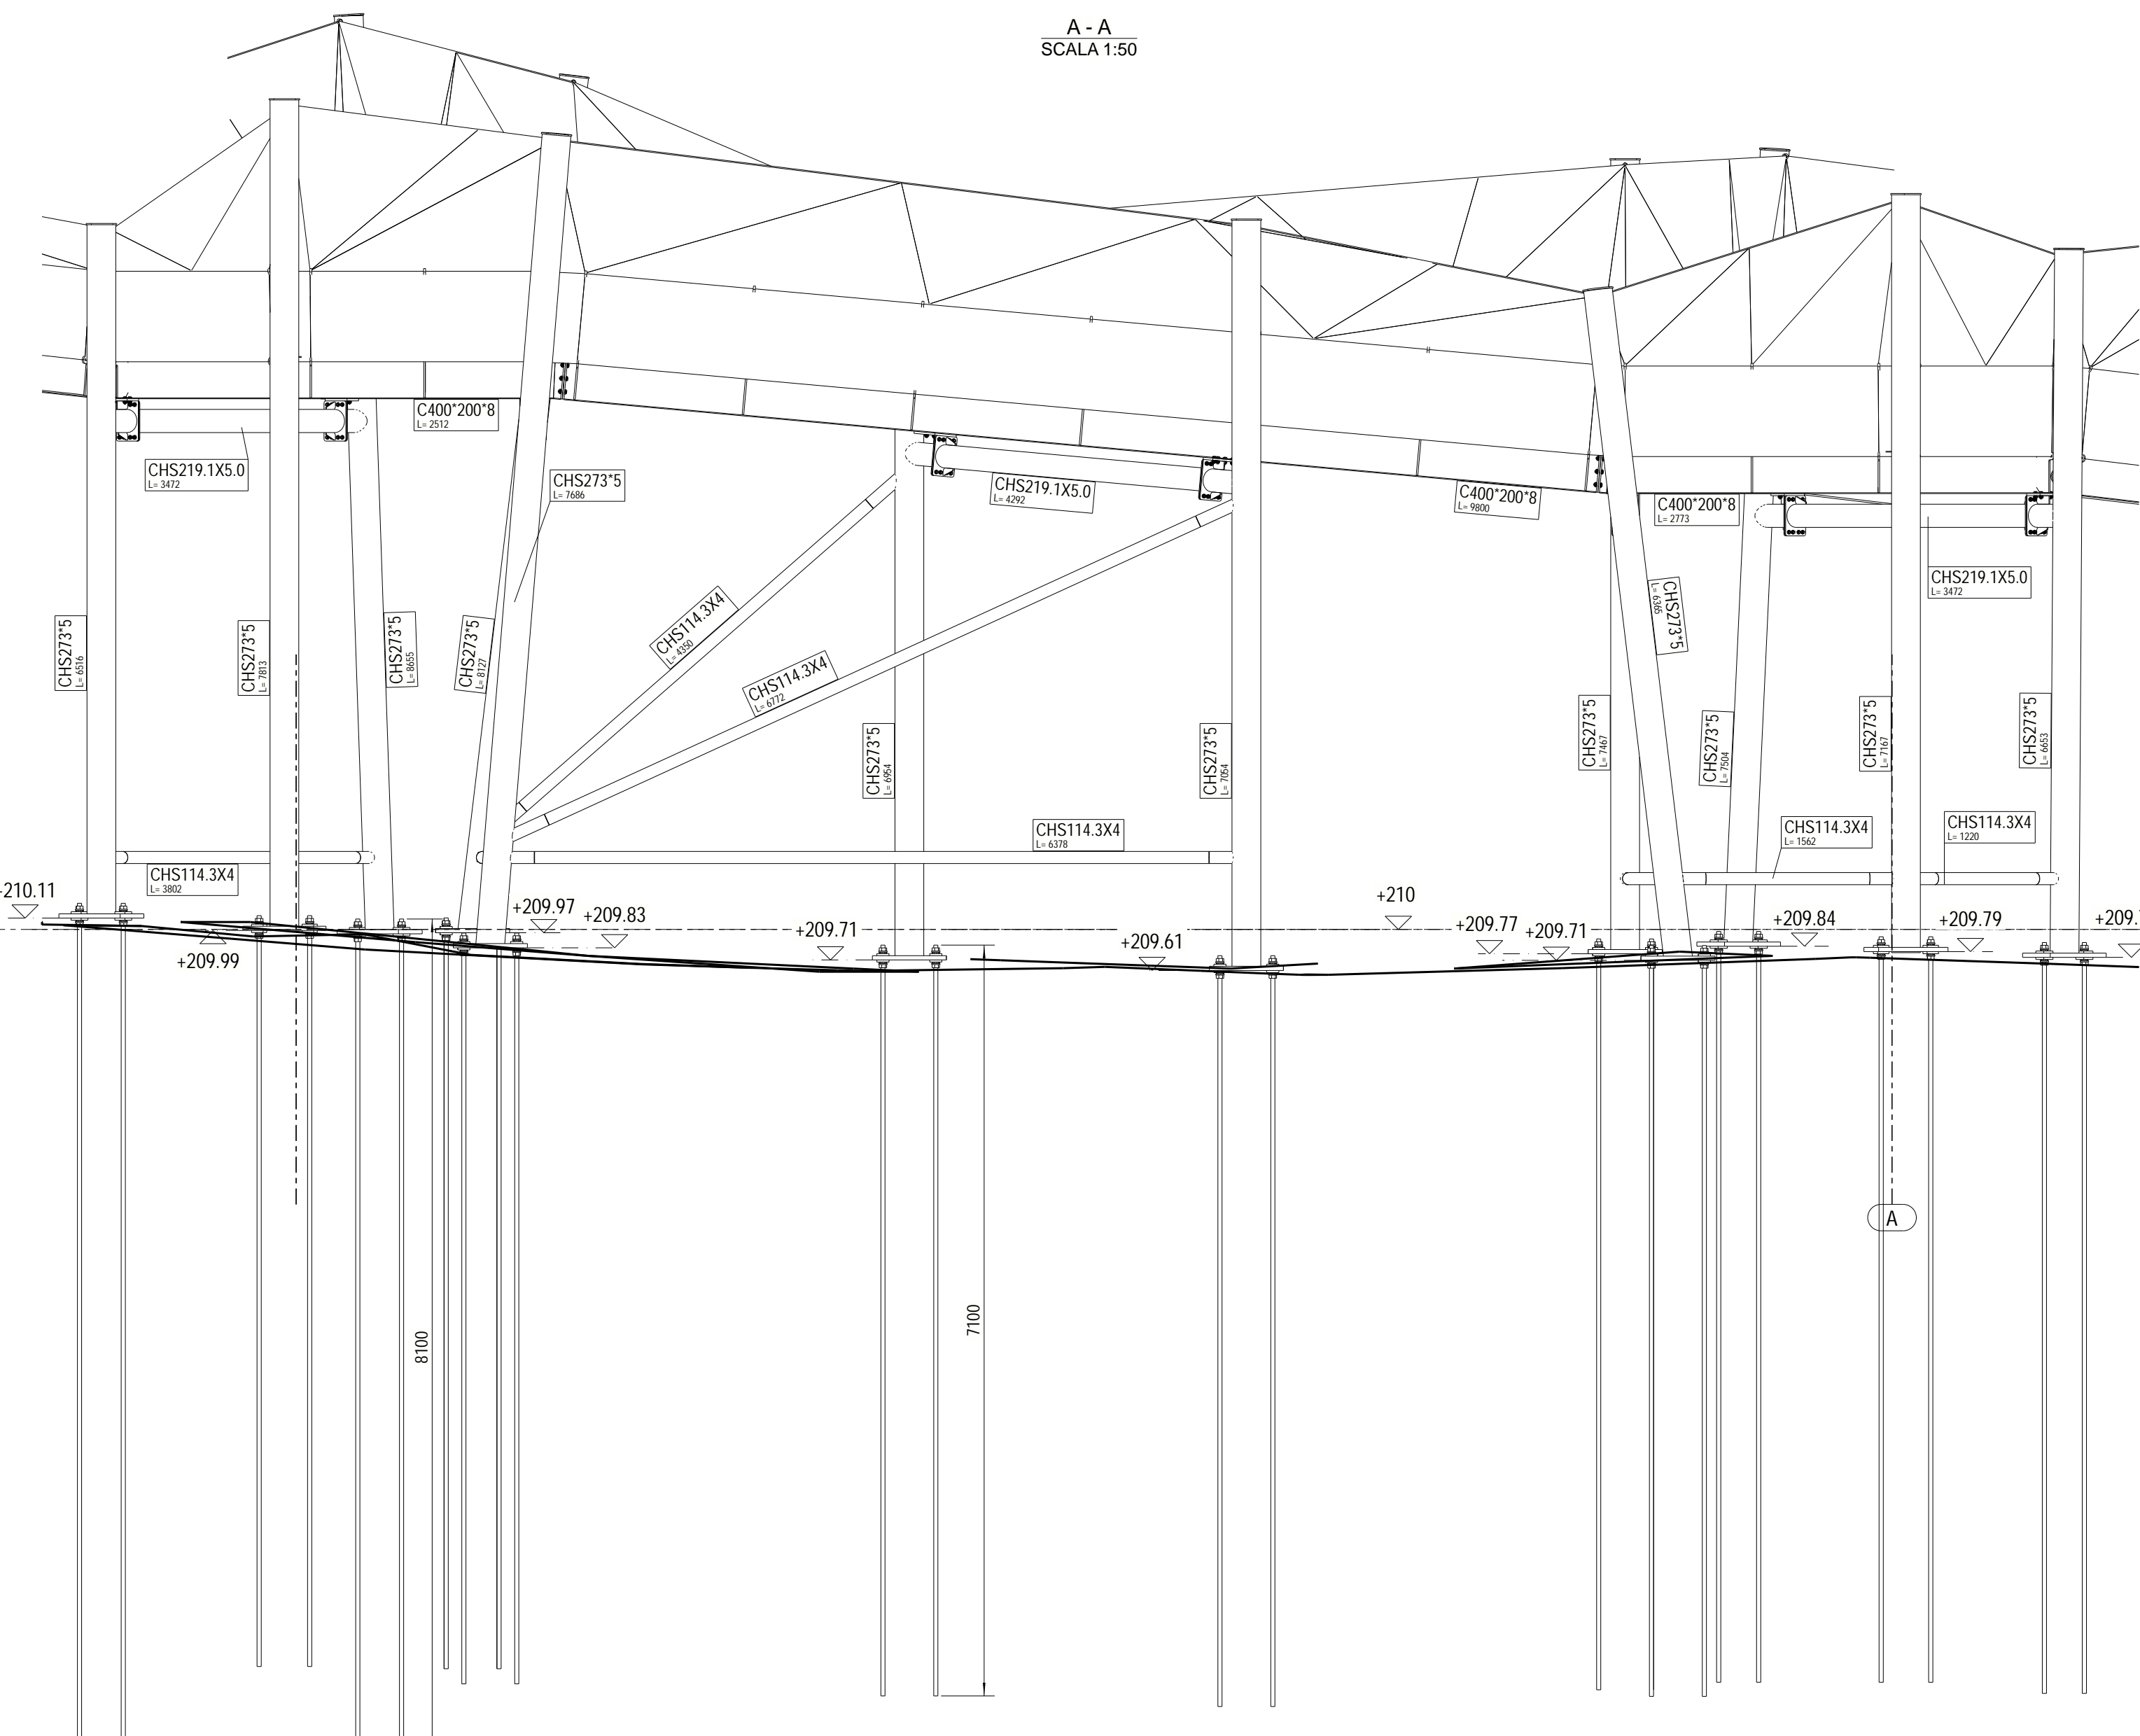 A - A
SCALA 1:50
C400*200*8
L= 2512
CHS219.1X5.0
L= 3472
CHS273*5
L= 7686
CHS219.1X5.0
L= 4292
C400*200*8
L= 9800
C400*200*8
L= 2773
CHS219.1X5.0
L= 3472
CHS273*5
L= 6516
CHS273*5
L= 7813
CHS273*5
L= 8655
CHS273*5
L= 8127
CHS114.3X4
L= 4350
CHS114.3X4
L= 6772
CHS273*5
L= 6365
CHS273*5
L= 6954
CHS273*5
L= 7054
CHS273*5
L= 7467
CHS273*5
L= 7504
CHS273*5
L= 7167
CHS273*5
L= 6653
CHS114.3X4
L= 6378
CHS114.3X4
L= 1562
CHS114.3X4
L= 1220
CHS114.3X4
L= 3802
+210.11
+209.99
+209.97
+209.83
+209.71
+209.61
+210
+209.77
+209.71
+209.84
+209.79
+209.
A
8100
7100